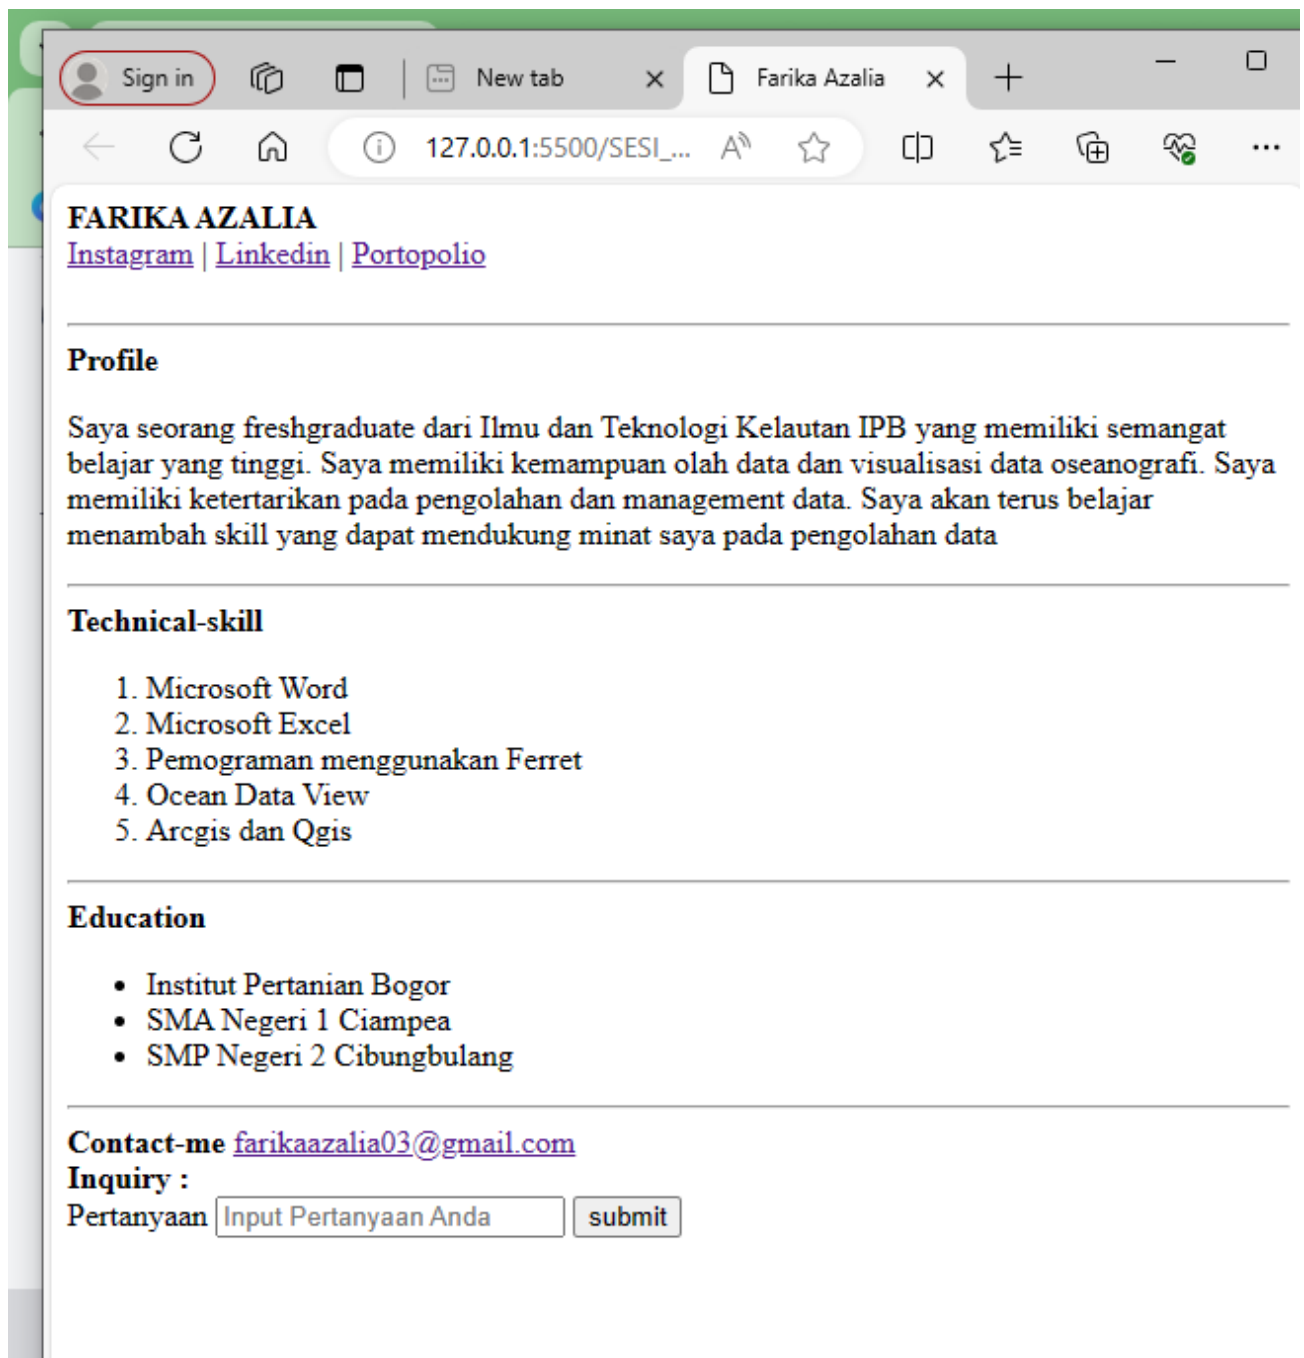 Sign in
New tab
Farika Azalia
127.0.0.1:5500/SESI_...
FARIKA AZALIA
Instagram | Linkedin | Portopolio
Profile
Saya seorang freshgraduate dari Ilmu dan Teknologi Kelautan IPB yang memiliki semangat
belajar yang tinggi. Saya memiliki kemampuan olah data dan visualisasi data oseanografi. Saya
memiliki ketertarikan pada pengolahan dan management data. Saya akan terus belajar
menambah skill yang dapat mendukung minat saya pada pengolahan data
Technical-skill
1. Microsoft Word
2. Microsoft Excel
3. Pemograman menggunakan Ferret
4. Ocean Data View
5. Arcgis dan Qgis
Education
• Institut Pertanian Bogor
• SMA Negeri 1 Ciampea
• SMP Negeri 2 Cibungbulang
Contact-me farikaazalia03@gmail.com
Inquiry :
Pertanyaan Input Pertanyaan Anda submit